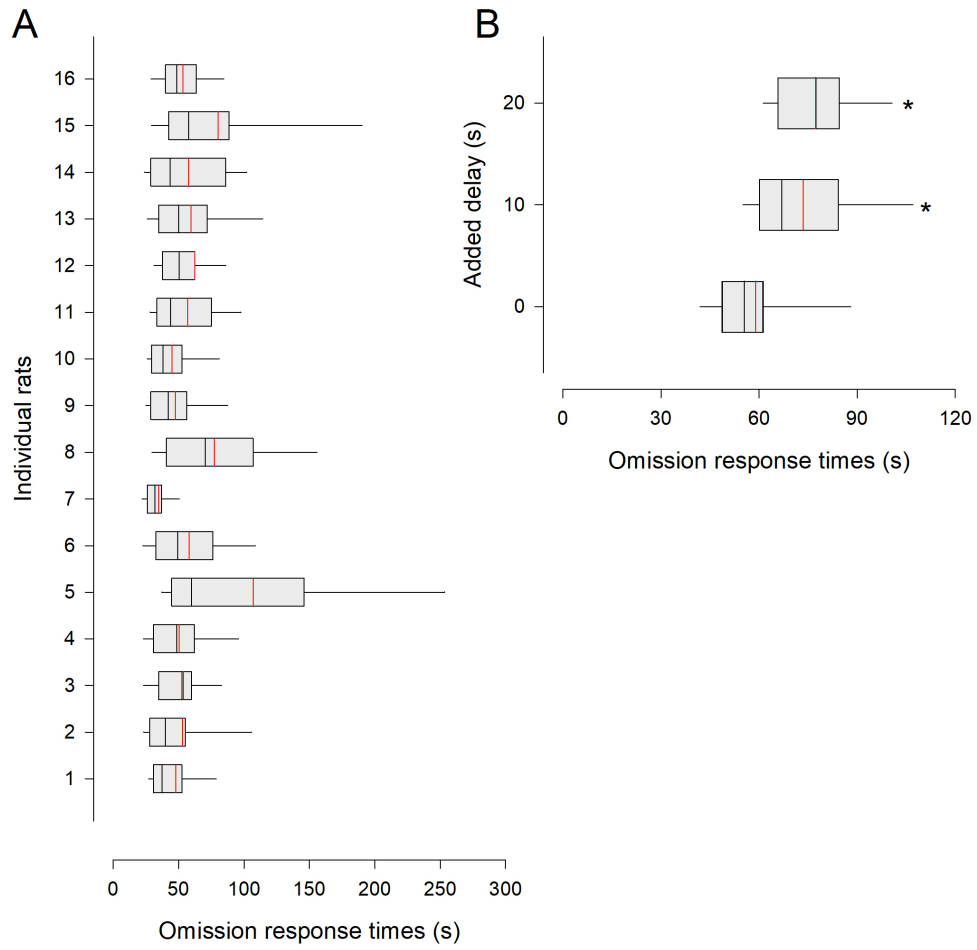 A
Individual rats
16
15
14
13
12
11
10
9
8
7
6
5
4
3
2
1
0 50 100 150 200 250 300
Omission response times (s)
B
Added delay (s)
20 *
10 *
0
0 30 60 90 120
Omission response times (s)